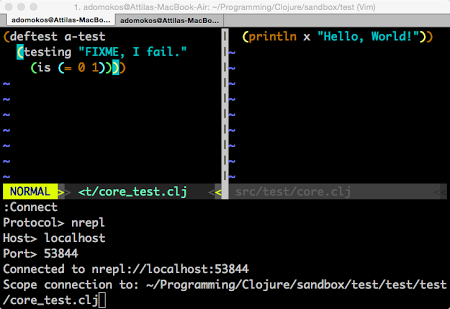 1. adomokos@Attilas-MacBook-Air: ~/Programming/Clojure/sandbox/test (Vim)
adomokos@Attilas-MacBo... adomokos@Attilas-MacBo...
(deftest a-test
(testing "FIXME, I fail."
(is (= 0 1))))
~
~
~
~
~
~
(println x "Hello, World!"))
~
~
~
~
~
~
~
~
NORMAL > <t/core_test.clj <<
src/test/core.clj
:Connect
Protocol> nrepl
Host> localhost
Port> 53844
Connected to nrepl://localhost:53844
Scope connection to: ~/Programming/Clojure/sandbox/test/test/test
/core_test.clj